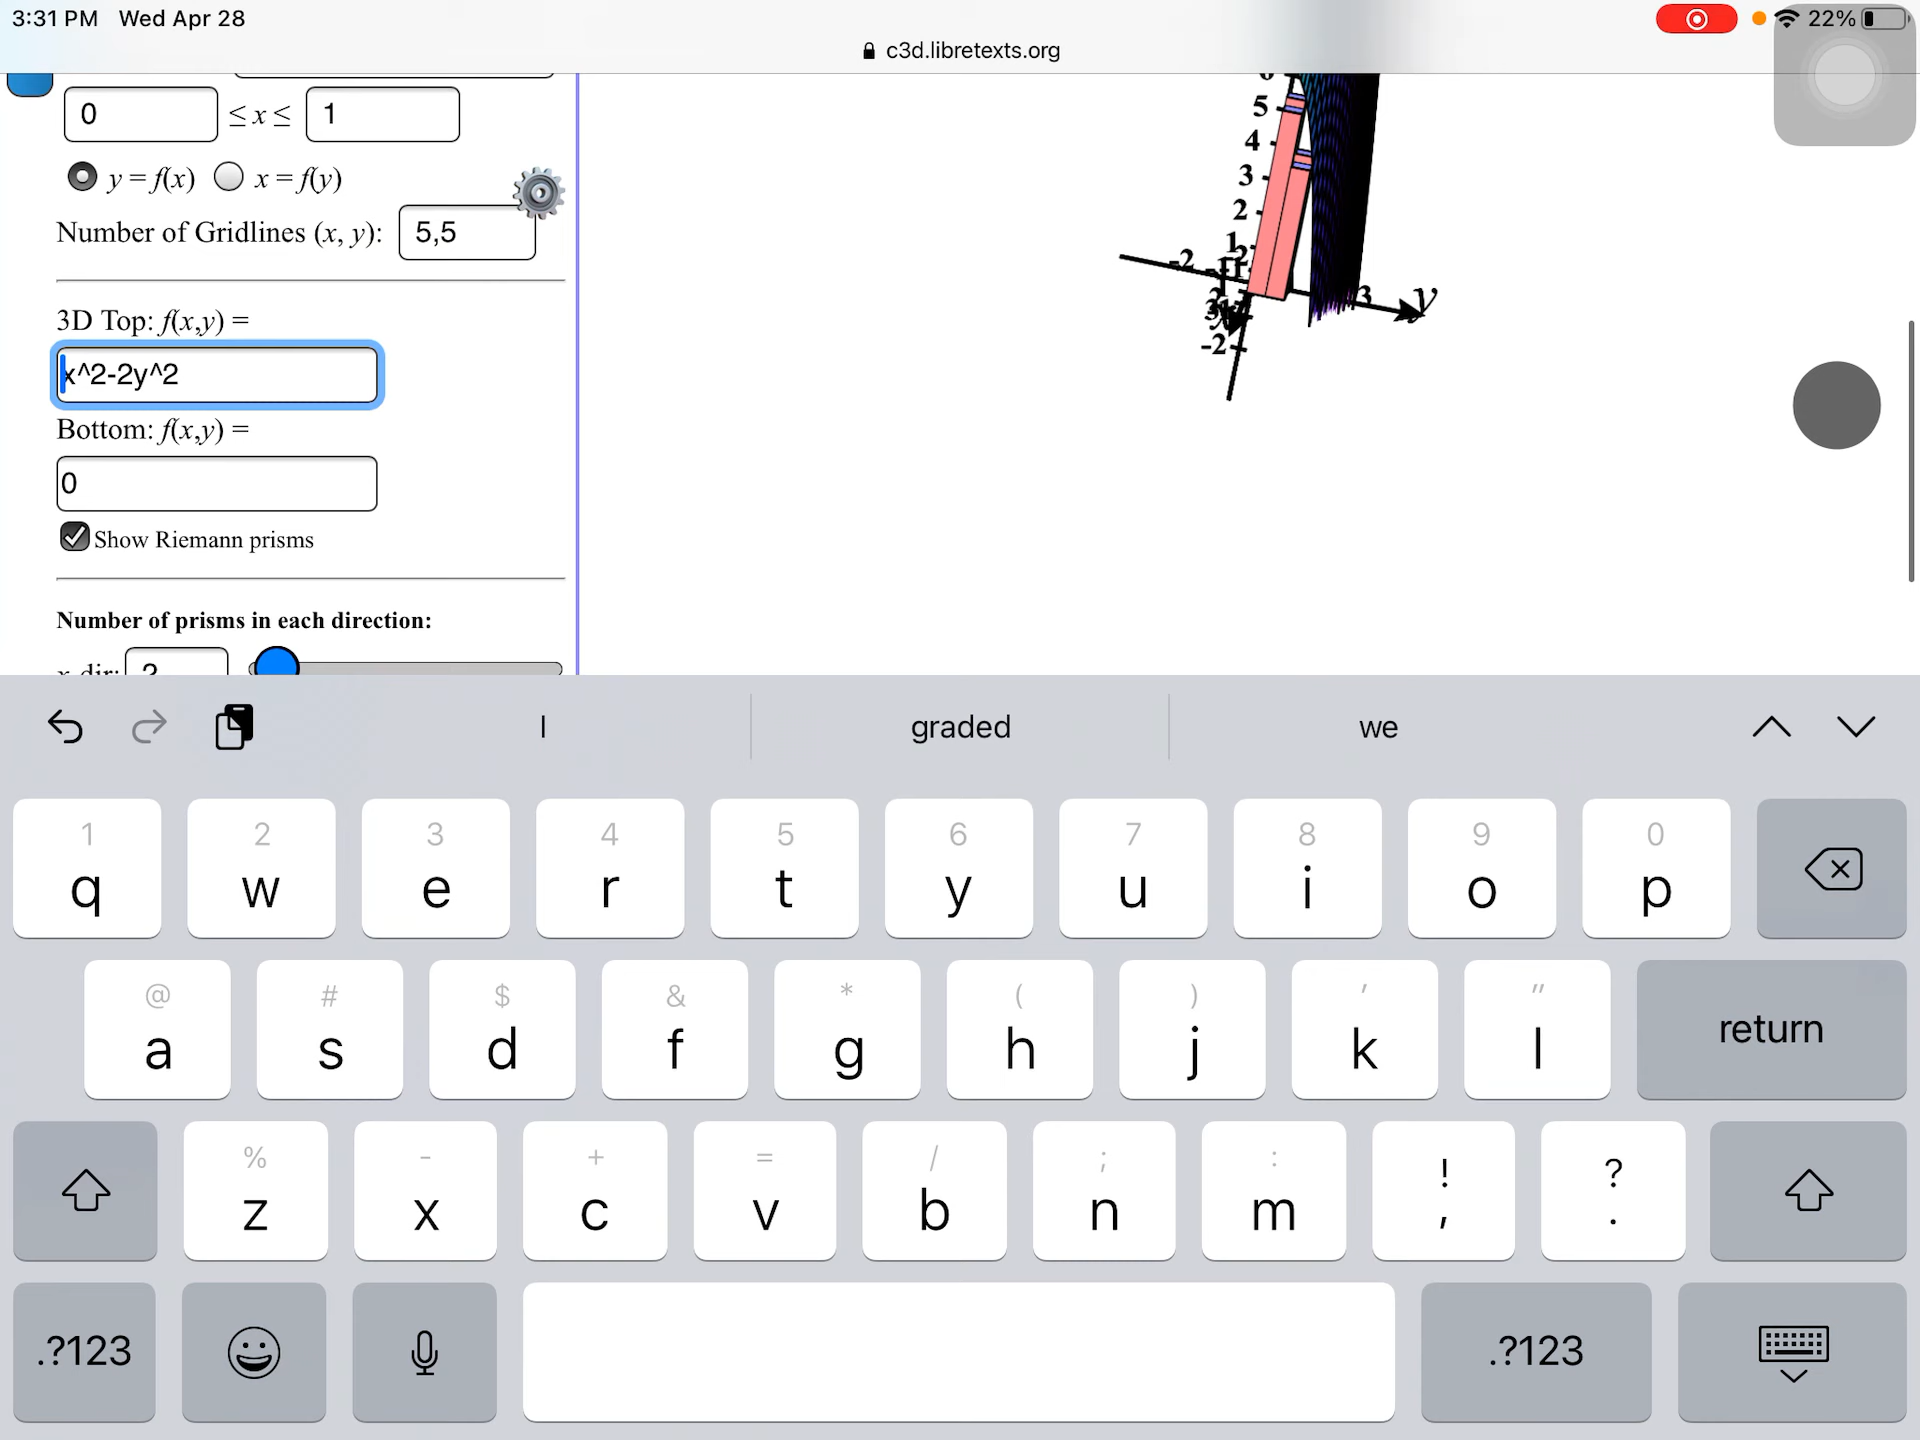 3:31 PM Wed Apr 28
22%
c3d.libretexts.org
0 ≤ x ≤ 1
y = f(x) x = f(y)
Number of Gridlines (x, y): 5,5
3D Top: f(x,y) =
x^2-2y^2
Bottom: f(x,y) =
0
Show Riemann prisms
Number of prisms in each direction:
x-dir:
5
4
3
2
1
-2
3
y
-2
I graded we
1 2 3 4 5 6 7 8 9 0
q w e r t y u i o p
@ # $ & * ( ) ' "
a s d f g h j k l return
% - + = / ; : ! ?
z x c v b n m , .
.?123 .?123